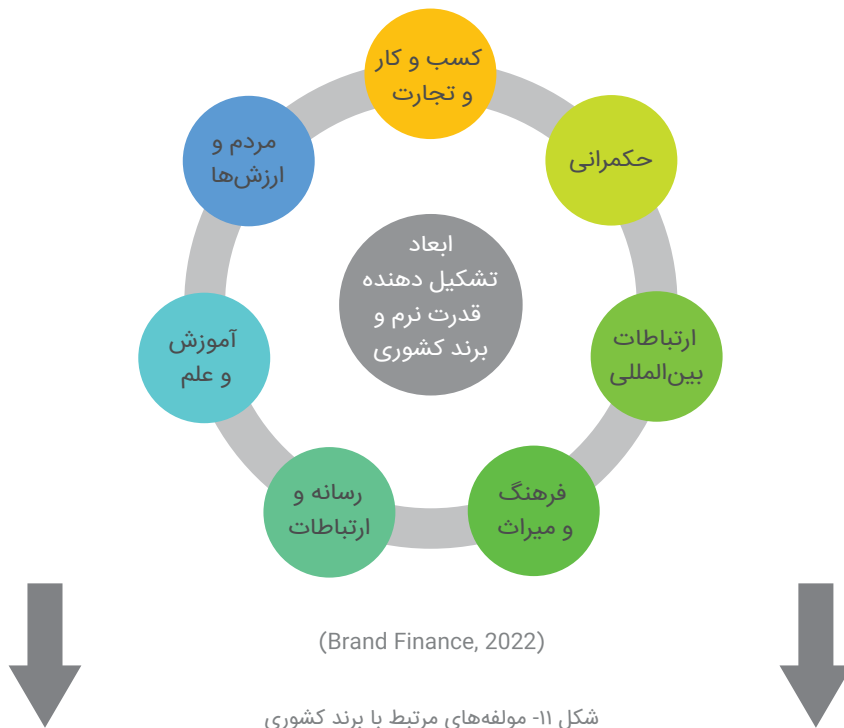 کسب و کار
و تجارت
حکمرانی
ارتباطات
بین‌المللی
فرهنگ
و میراث
رسانه و
ارتباطات
آموزش
و علم
مردم و
ارزش‌ها
ابعاد
تشکیل دهنده
قدرت نرم و
برند کشوری
(Brand Finance, 2022)
شکل ۱۱- مولفه‌های مرتبط با برند کشوری